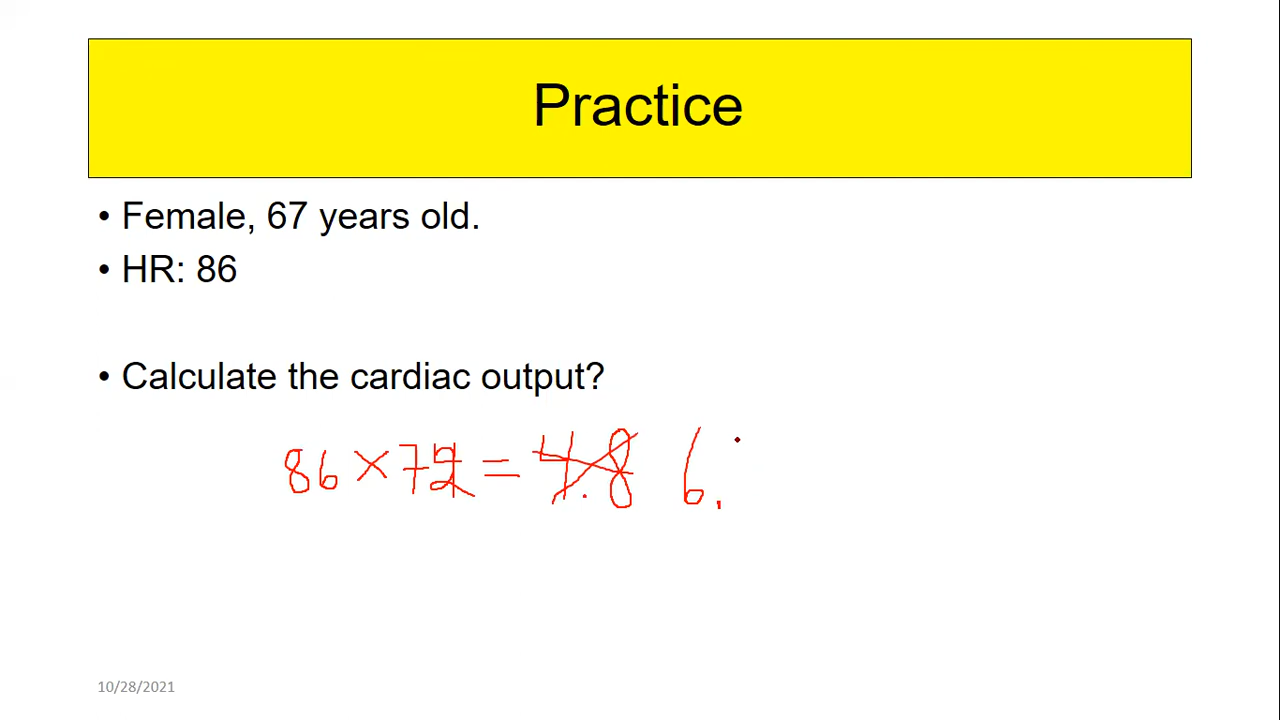 Practice
• Female, 67 years old.
• HR: 86
• Calculate the cardiac output?
86 × 72 = 4.8 6.
10/28/2021